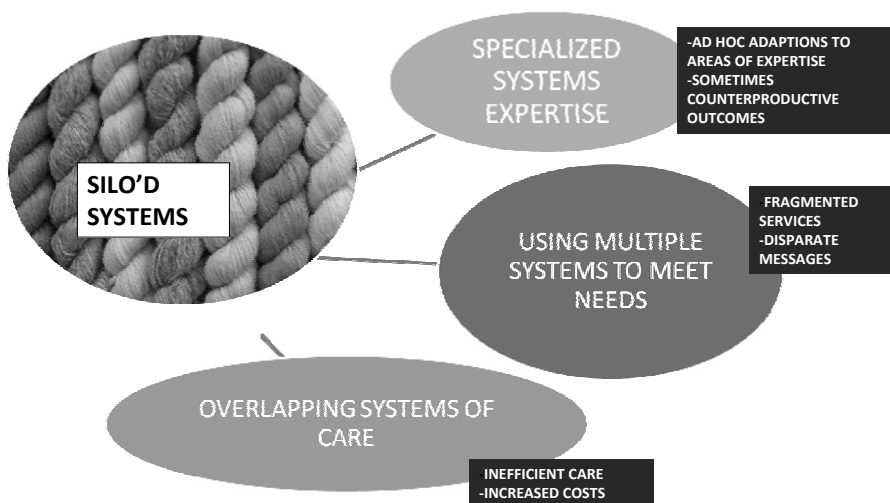 SILO’D
SYSTEMS
SPECIALIZED
SYSTEMS
EXPERTISE
-AD HOC ADAPTIONS TO
AREAS OF EXPERTISE
-SOMETIMES
COUNTERPRODUCTIVE
OUTCOMES
USING MULTIPLE
SYSTEMS TO MEET
NEEDS
-FRAGMENTED
SERVICES
-DISPARATE
MESSAGES
OVERLAPPING SYSTEMS OF
CARE
-INEFFICIENT CARE
-INCREASED COSTS